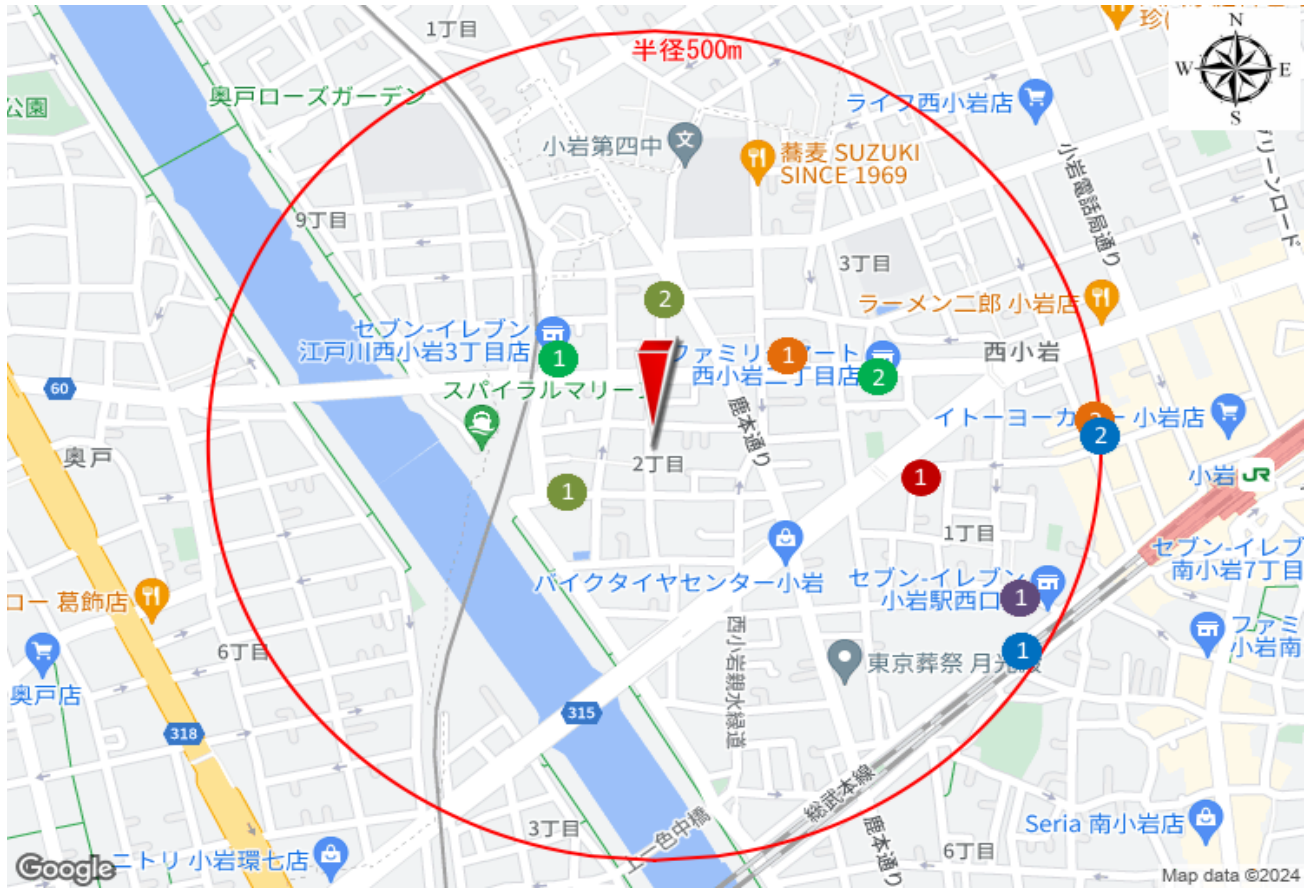 1丁目
半径500m
珍
N
W
E
S
公園
奥戸ローズガーデン
ライフ西小岩店
小岩第四中
文
蕎麦 SUZUKI
SINCE 1969
小岩電話局通り
グリーンロード
9丁目
3丁目
2
ラーメン二郎 小岩店
セブン-イレブン
江戸川西小岩3丁目店
1
1
西小岩二丁目店
2
西小岩
60
スパイラルマリーナ
鹿本通り
イトーヨーカ
小岩店
2
奥戸
2丁目
1
1
小岩 JR
1丁目
バイクタイヤセンター小岩
セブン-イレブン
小岩駅西口
1
セブン-イレブ
南小岩7丁目
ロー 葛飾店
6丁目
西小岩親水緑道
東京葬祭 月光
1
ファミ
小岩南
奥戸店
315
318
総武本線
3丁目
上一色中橋
鹿本通り
Seria 南小岩店
6丁目
Google
ニトリ 小岩環七店
Map data ©2024